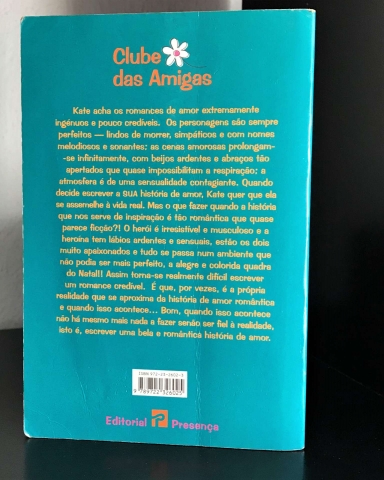 Clube
das Amigas
Kate acha os romances de amor extremamente
ingénuos e pouco credíveis. Os personagens são sempre
perfeitos — lindos de morrer, simpáticos e com nomes
melodiosos e sonantes: as cenas amorosas prolongam-
-se infinitamente, com beijos ardentes e abraços tão
apertados que quase impossibilitam a respiração: a
atmosfera é de uma sensualidade contagiante. Quando
decide escrever a SUA história de amor, Kate quer que ela
se assemelhe à vida real. Mas o que fazer quando a história
que nos serve de inspiração é tão romântica que quase
parece ficção?! O herói é irresistível e musculoso e a
heroína tem lábios ardentes e sensuais, estão os dois
muito apaixonados e tudo se passa num ambiente que
não podia ser mais perfeito, a alegre e colorida quadra
do Natal!! Assim torna-se realmente difícil escrever
um romance credível. É que, por vezes, é a própria
realidade que se aproxima da história de amor romântica
e quando isso acontece... Bom, quando isso acontece
não há mesmo mais nada a fazer senão ser fiel à realidade,
isto é, escrever uma bela e romântica história de amor.
ISBN 972-23-2602-3
9 789722 326025
Editorial Presença